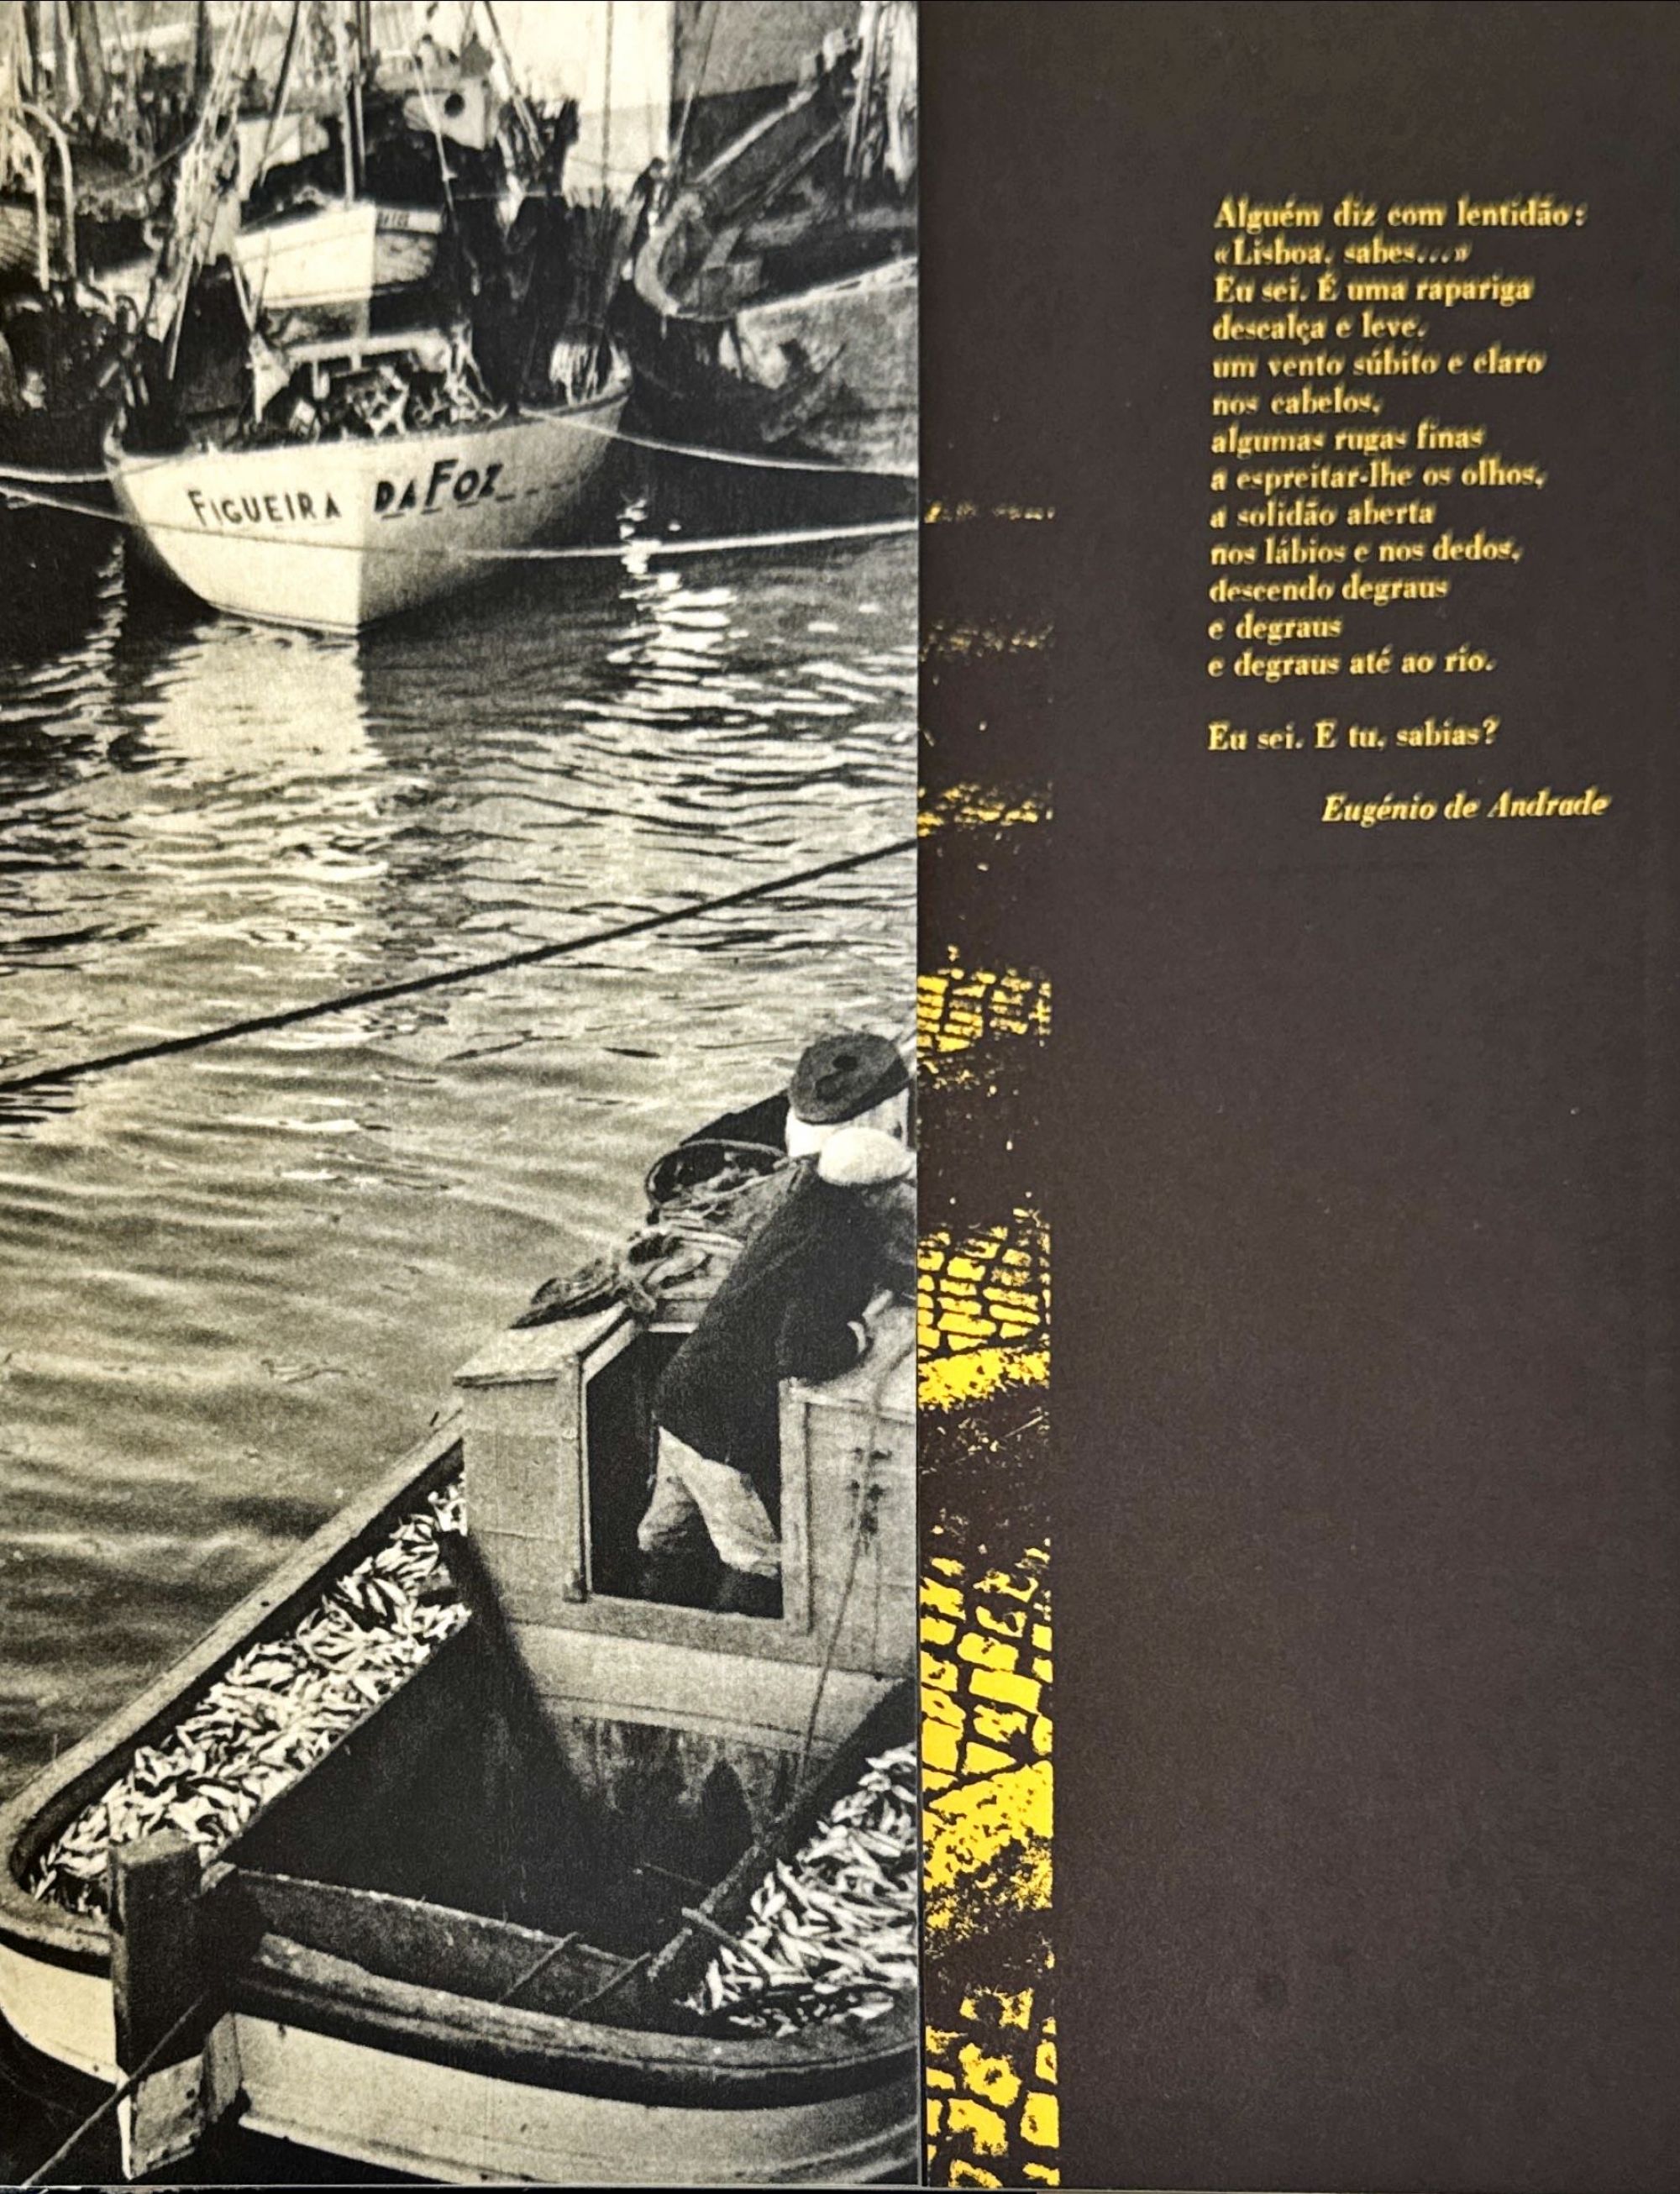 FIGUEIRA DA FOZ
Alguém diz com lentidão:
«Lisboa, sabes...»
Eu sei. É uma rapariga
descalça e leve,
um vento súbito e claro
nos cabelos,
algumas rugas finas
a espreitar-lhe os olhos,
a solidão aberta
nos lábios e nos dedos,
descendo degraus
e degraus
e degraus até ao rio.
Eu sei. E tu, sabias?
Eugénio de Andrade